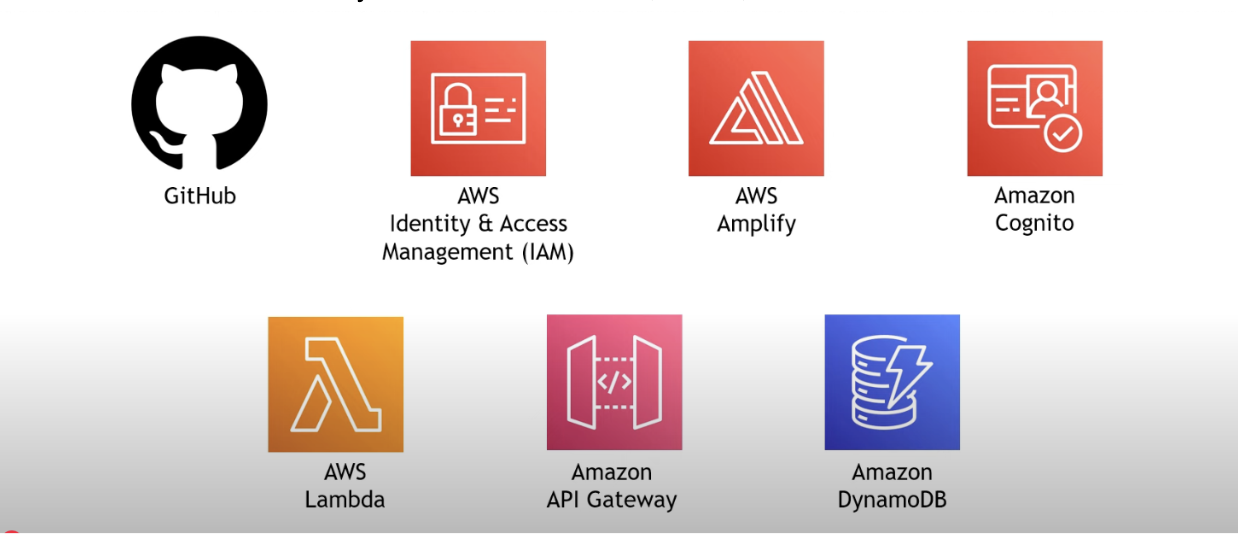 GitHub
AWS
Identity & Access
Management (IAM)
AWS
Amplify
Amazon
Cognito
</>
AWS
Lambda
Amazon
API Gateway
Amazon
DynamoDB